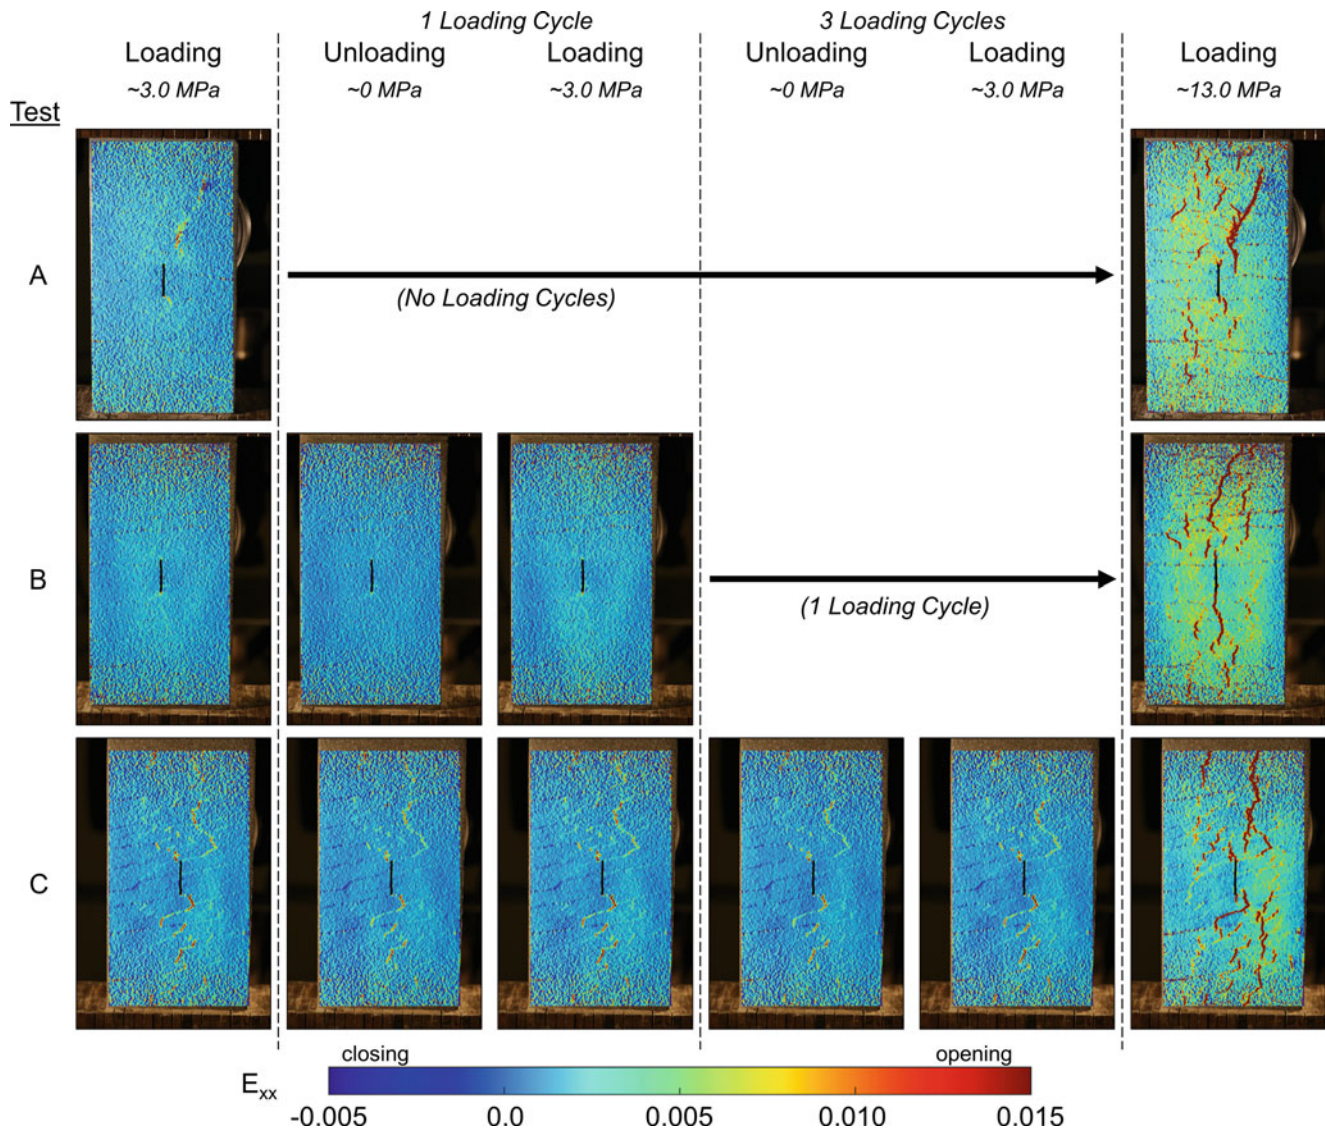 1 Loading Cycle 3 Loading Cycles
Loading Unloading Loading Unloading Loading Loading
~3.0 MPa ~0 MPa ~3.0 MPa ~0 MPa ~3.0 MPa ~13.0 MPa
Test
A
(No Loading Cycles)
B
(1 Loading Cycle)
C
closing opening
Exx
-0.005 0.0 0.005 0.010 0.015